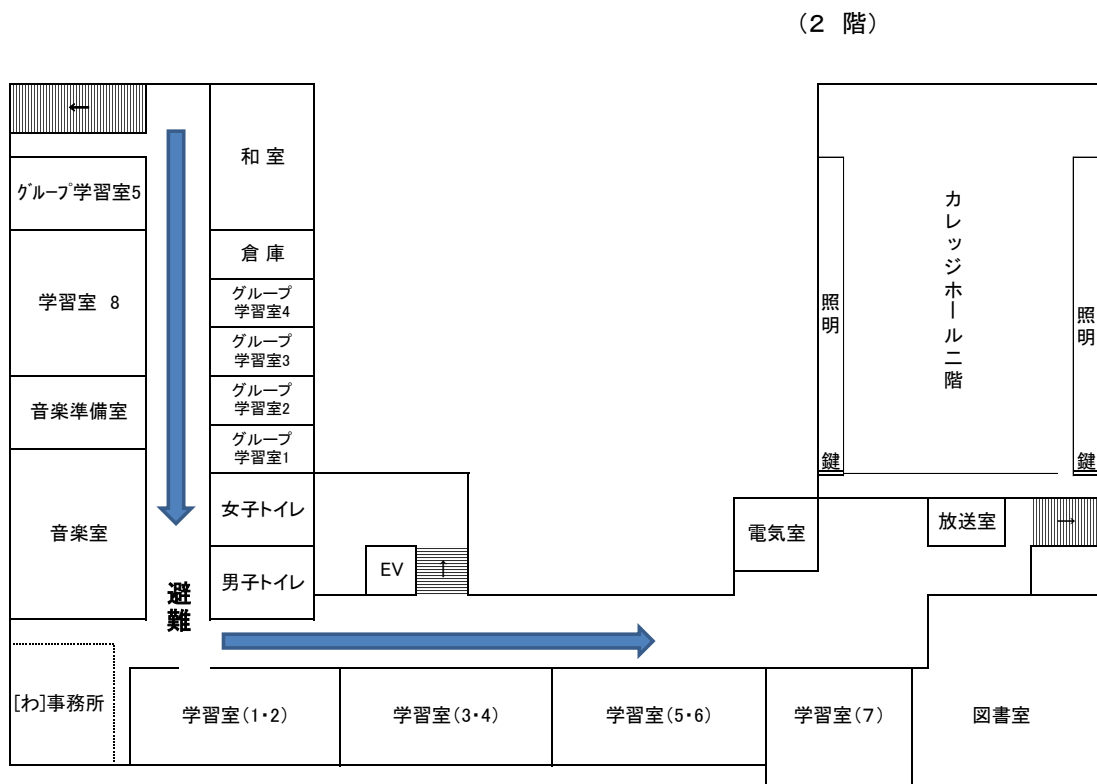 （２ 階）
←
グループ学習室5
学習室 8
音楽準備室
音楽室
[わ]事務所
和 室
倉 庫
グループ
学習室4
グループ
学習室3
グループ
学習室2
グループ
学習室1
女子トイレ
男子トイレ
避難
EV
↑
学習室(1・2)
学習室(3・4)
学習室(5・6)
学習室(７)
図書室
電気室
放送室
→
カレッジホール二階
照明
鍵
照明
鍵